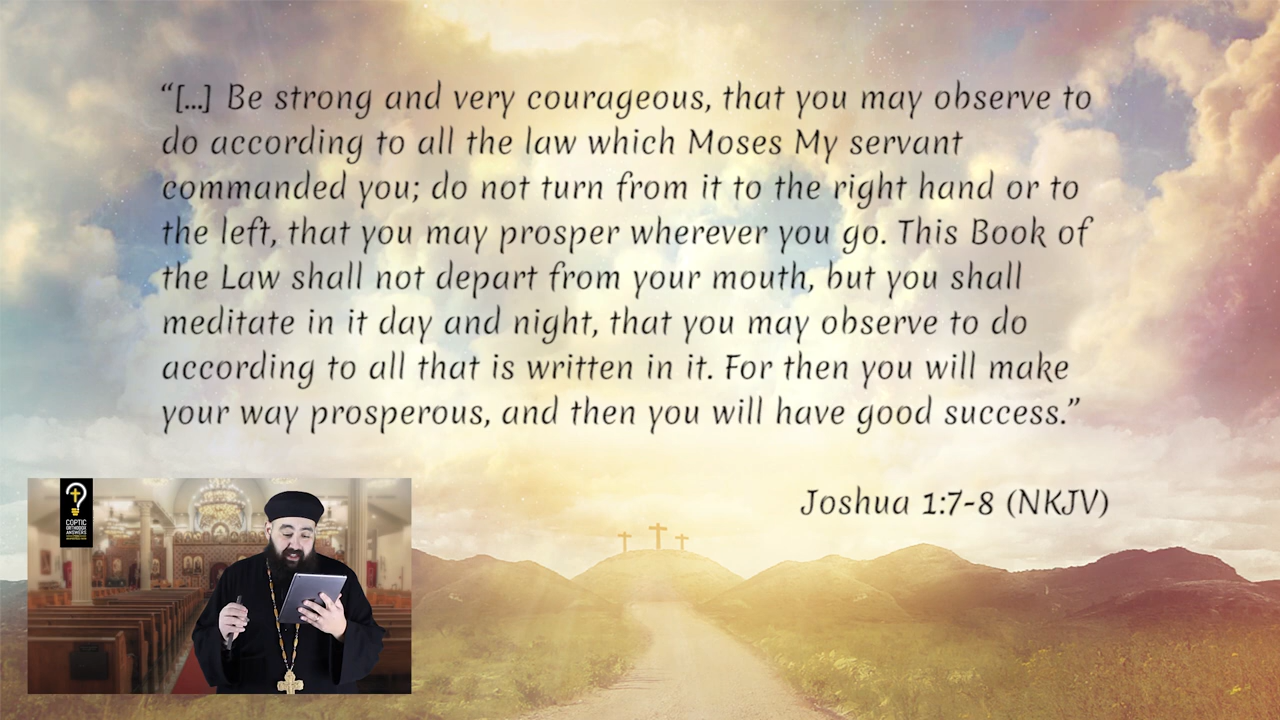 “[...] Be strong and very courageous, that you may observe to
do according to all the law which Moses My servant
commanded you; do not turn from it to the right hand or to
the left, that you may prosper wherever you go. This Book of
the Law shall not depart from your mouth, but you shall
meditate in it day and night, that you may observe to do
according to all that is written in it. For then you will make
your way prosperous, and then you will have good success.”
Joshua 1:7-8 (NKJV)
COPTIC
ORTHODOX
ANSWERS